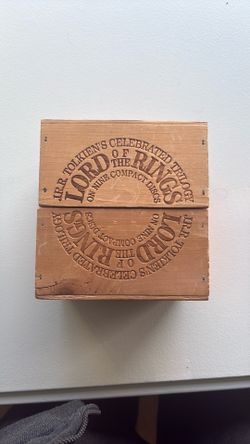 J.R.R. TOLKIEN'S CELEBRATED TRILOGY
LORD OF THE RINGS
ON NINE COMPACT DISCS
J.R.R. TOLKIEN'S CELEBRATED TRILOGY
LORD OF THE RINGS
ON NINE COMPACT DISCS